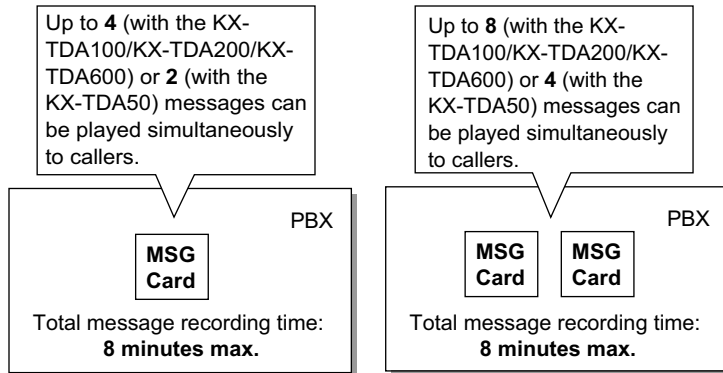 Up to 4 (with the KX-
TDA100/KX-TDA200/KX-
TDA600) or 2 (with the
KX-TDA50) messages can
be played simultaneously
to callers.
PBX
MSG
Card
Total message recording time:
8 minutes max.
Up to 8 (with the KX-
TDA100/KX-TDA200/KX-
TDA600) or 4 (with the
KX-TDA50) messages can
be played simultaneously
to callers.
PBX
MSG
Card
MSG
Card
Total message recording time:
8 minutes max.